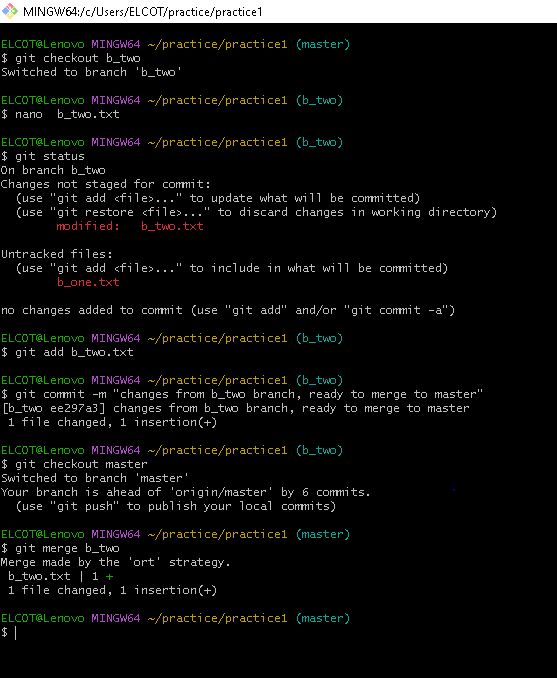 MINGW64:/c/Users/ELCOT/practice/practice1
ELCOT@Lenovo MINGW64 ~/practice/practice1 (master)
$ git checkout b_two
Switched to branch 'b_two'
ELCOT@Lenovo MINGW64 ~/practice/practice1 (b_two)
$ nano  b_two.txt
ELCOT@Lenovo MINGW64 ~/practice/practice1 (b_two)
$ git status
On branch b_two
Changes not staged for commit:
  (use "git add <file>..." to update what will be committed)
  (use "git restore <file>..." to discard changes in working directory)
        modified:   b_two.txt
Untracked files:
  (use "git add <file>..." to include in what will be committed)
        b_one.txt
no changes added to commit (use "git add" and/or "git commit -a")
ELCOT@Lenovo MINGW64 ~/practice/practice1 (b_two)
$ git add b_two.txt
ELCOT@Lenovo MINGW64 ~/practice/practice1 (b_two)
$ git commit -m "changes from b_two branch, ready to merge to master"
[b_two ee297a3] changes from b_two branch, ready to merge to master
 1 file changed, 1 insertion(+)
ELCOT@Lenovo MINGW64 ~/practice/practice1 (b_two)
$ git checkout master
Switched to branch 'master'
Your branch is ahead of 'origin/master' by 6 commits.
  (use "git push" to publish your local commits)
ELCOT@Lenovo MINGW64 ~/practice/practice1 (master)
$ git merge b_two
Merge made by the 'ort' strategy.
 b_two.txt | 1 +
 1 file changed, 1 insertion(+)
ELCOT@Lenovo MINGW64 ~/practice/practice1 (master)
$